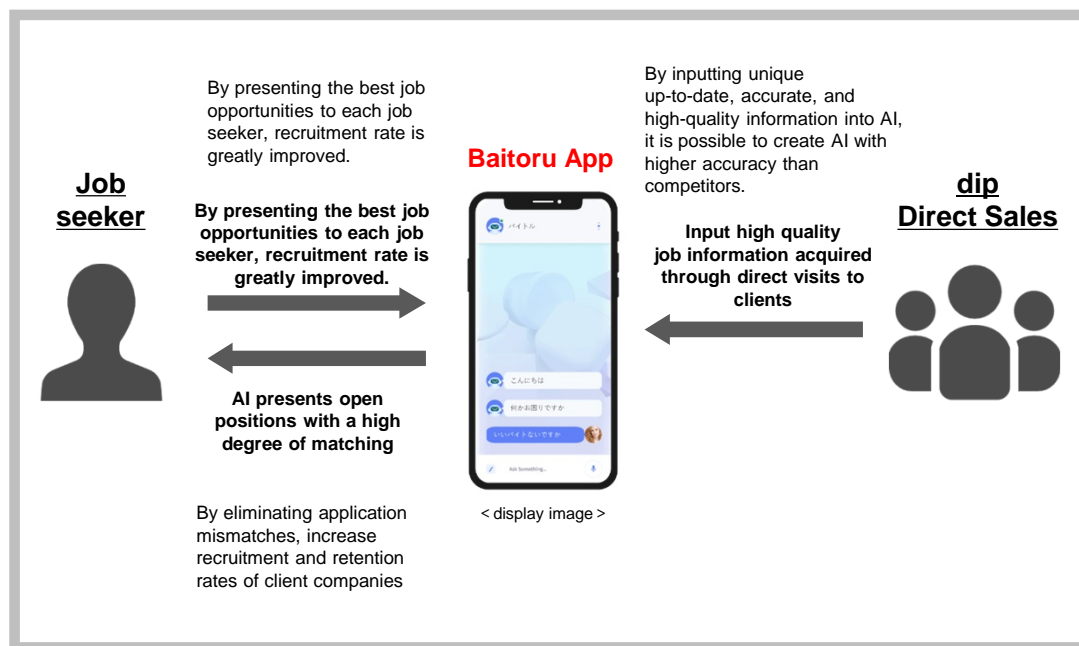 By presenting the best job
opportunities to each job
seeker, recruitment rate is
greatly improved.
By inputting unique
up-to-date, accurate, and
high-quality information into AI,
it is possible to create AI with
higher accuracy than
competitors.
Baitoru App
Job
seeker
dip
Direct Sales
By presenting the best job
opportunities to each job
seeker, recruitment rate is
greatly improved.
Input high quality
job information acquired
through direct visits to
clients
AI presents open
positions with a high
degree of matching
バイトル
こんにちは
何かお困りですか
いいバイトないですか
Ask Something...
< display image >
By eliminating application
mismatches, increase
recruitment and retention
rates of client companies